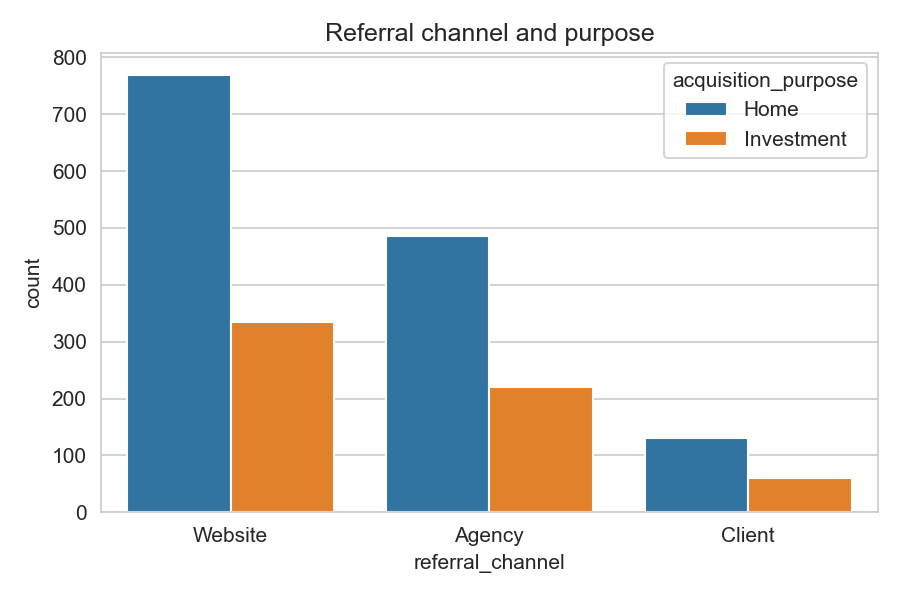 Referral channel and purpose
800
700
600
500
400
300
200
100
0
count
acquisition_purpose
Home
Investment
Website Agency Client
referral_channel